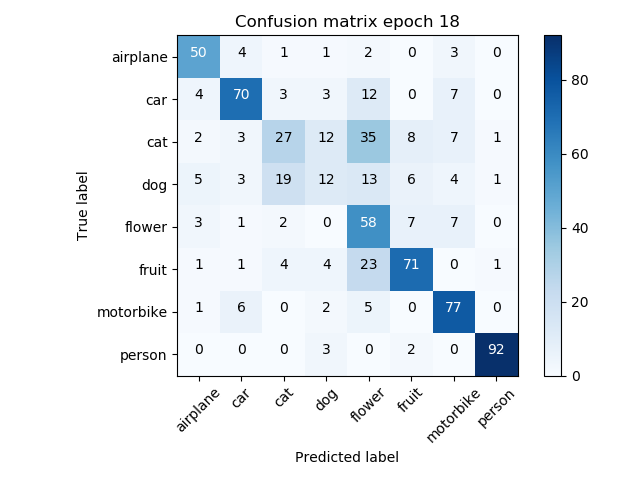 Confusion matrix epoch 18
airplane 50 4 1 1 2 0 3 0
car 4 70 3 3 12 0 7 0
cat 2 3 27 12 35 8 7 1
dog 5 3 19 12 13 6 4 1
flower 3 1 2 0 58 7 7 0
fruit 1 1 4 4 23 71 0 1
motorbike 1 6 0 2 5 0 77 0
person 0 0 0 3 0 2 0 92
True label
airplane car cat dog flower fruit motorbike person
Predicted label
80
60
40
20
0